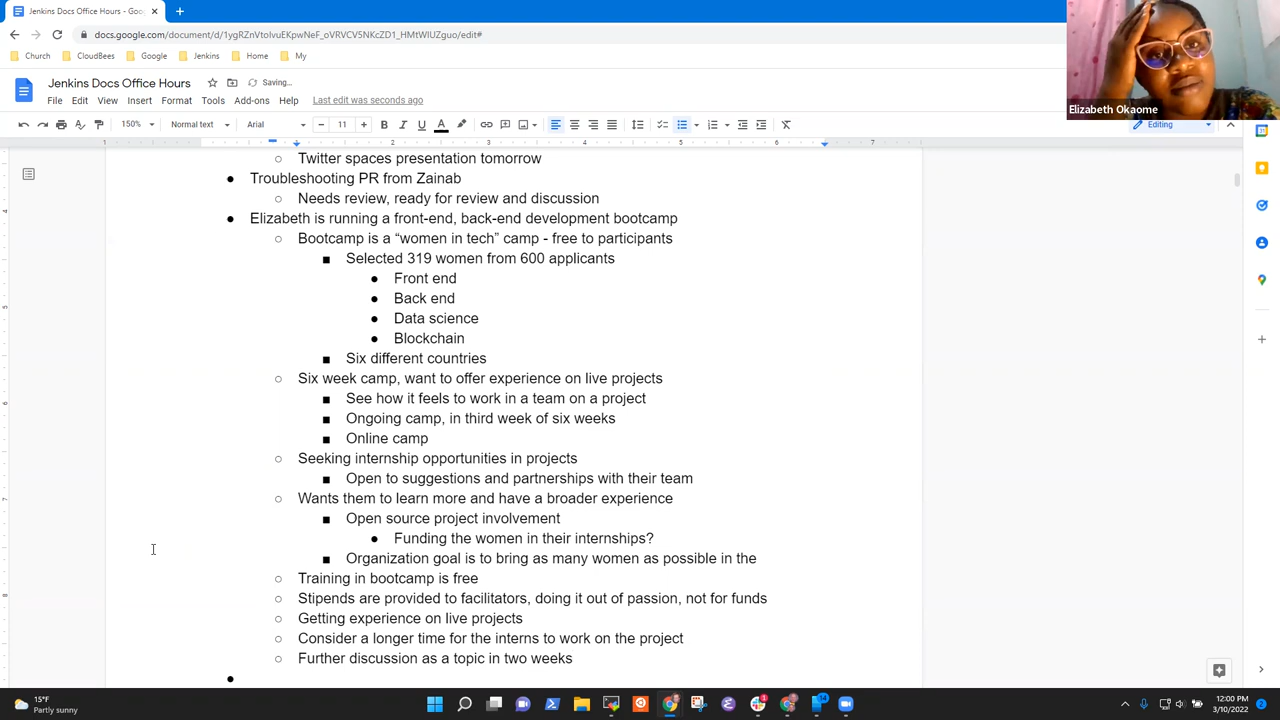 Jenkins Docs Office Hours - Goo
docs.google.com/document/d/1ygRZnVtolvuEKpwNeF_oVRVCV5NKcZD1_HMtWIUZguo/edit#
Church CloudBees Google Jenkins Home My
Elizabeth Okaome
Jenkins Docs Office Hours Saving...
File Edit View Insert Format Tools Add-ons Help Last edit was seconds ago
150% Normal text Arial 11 B I U A Editing
1 1 2 3 4 5 6 7
○ Twitter spaces presentation tomorrow
● Troubleshooting PR from Zainab
○ Needs review, ready for review and discussion
● Elizabeth is running a front-end, back-end development bootcamp
○ Bootcamp is a “women in tech” camp - free to participants
■ Selected 319 women from 600 applicants
● Front end
● Back end
● Data science
● Blockchain
■ Six different countries
○ Six week camp, want to offer experience on live projects
■ See how it feels to work in a team on a project
■ Ongoing camp, in third week of six weeks
■ Online camp
○ Seeking internship opportunities in projects
■ Open to suggestions and partnerships with their team
○ Wants them to learn more and have a broader experience
■ Open source project involvement
● Funding the women in their internships?
■ Organization goal is to bring as many women as possible in the
○ Training in bootcamp is free
○ Stipends are provided to facilitators, doing it out of passion, not for funds
○ Getting experience on live projects
○ Consider a longer time for the interns to work on the project
○ Further discussion as a topic in two weeks
●
15°F
Partly sunny
12:00 PM
3/10/2022